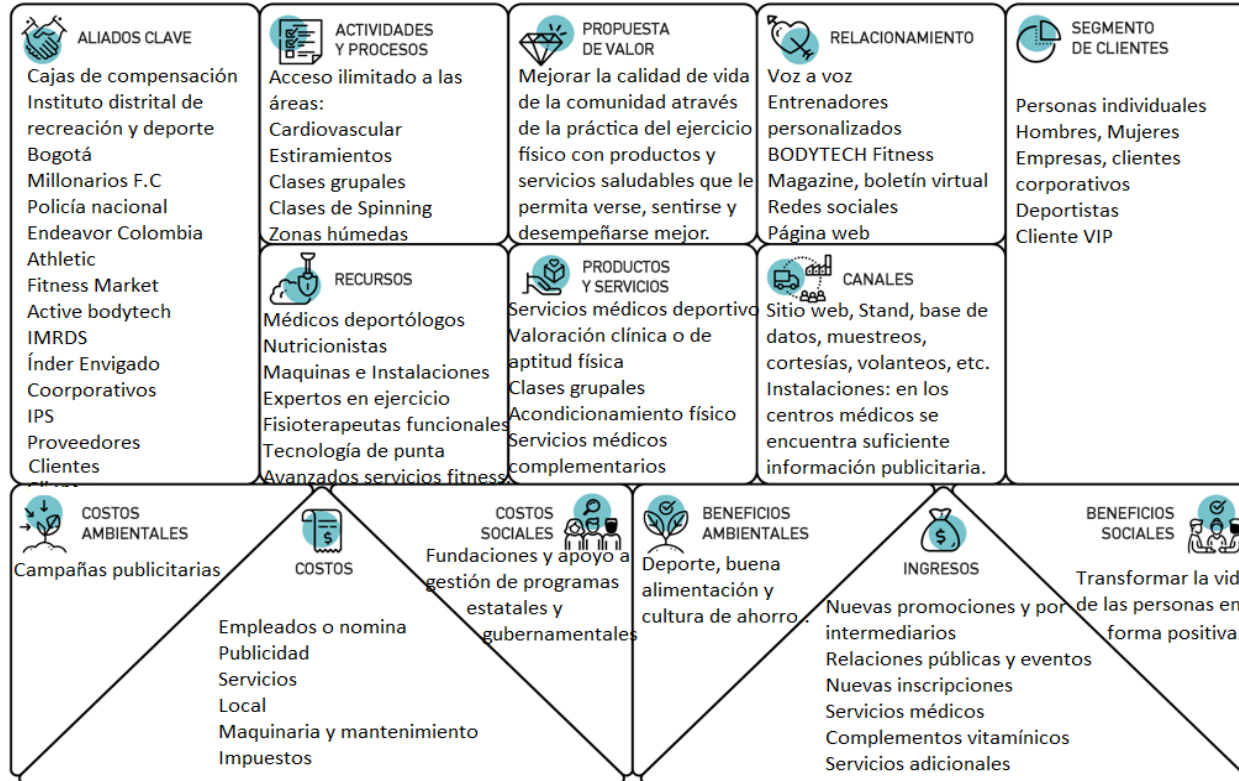 ALIADOS CLAVE
Cajas de compensación
Instituto distrital de
recreación y deporte
Bogotá
Millonarios F.C
Policía nacional
Endeavor Colombia
Athletic
Fitness Market
Active bodytech
IMRDS
Índer Envigado
Coorporativos
IPS
Proveedores
Clientes
ACTIVIDADES
Y PROCESOS
Acceso ilimitado a las
áreas:
Cardiovascular
Estiramientos
Clases grupales
Clases de Spinning
Zonas húmedas
RECURSOS
Médicos deportólogos
Nutricionistas
Maquinas e Instalaciones
Expertos en ejercicio
Fisioterapeutas funcionales
Tecnología de punta
Avanzados servicios fitness.
PROPUESTA
DE VALOR
Mejorar la calidad de vida
de la comunidad através
de la práctica del ejercicio
físico con productos y
servicios saludables que le
permita verse, sentirse y
desempeñarse mejor.
PRODUCTOS
Y SERVICIOS
Servicios médicos deportivo
Valoración clínica o de
aptitud física
Clases grupales
Acondicionamiento físico
Servicios médicos
complementarios
RELACIONAMIENTO
Voz a voz
Entrenadores
personalizados
BODYTECH Fitness
Magazine, boletín virtual
Redes sociales
Página web
CANALES
Sitio web, Stand, base de
datos, muestreos,
cortesías, volanteos, etc.
Instalaciones: en los
centros médicos se
encuentra suficiente
información publicitaria.
SEGMENTO
DE CLIENTES
Personas individuales
Hombres, Mujeres
Empresas, clientes
corporativos
Deportistas
Cliente VIP
COSTOS
AMBIENTALES
Campañas publicitarias
$
COSTOS
Empleados o nomina
Publicidad
Servicios
Local
Maquinaria y mantenimiento
Impuestos
COSTOS
SOCIALES
Fundaciones y apoyo a
gestión de programas
estatales y
gubernamentales
BENEFICIOS
AMBIENTALES
Deporte, buena
alimentación y
cultura de ahorro..
$
INGRESOS
Nuevas promociones y por
intermediarios
Relaciones públicas y eventos
Nuevas inscripciones
Servicios médicos
Complementos vitamínicos
Servicios adicionales
BENEFICIOS
SOCIALES
Transformar la vid
de las personas en
forma positiva.